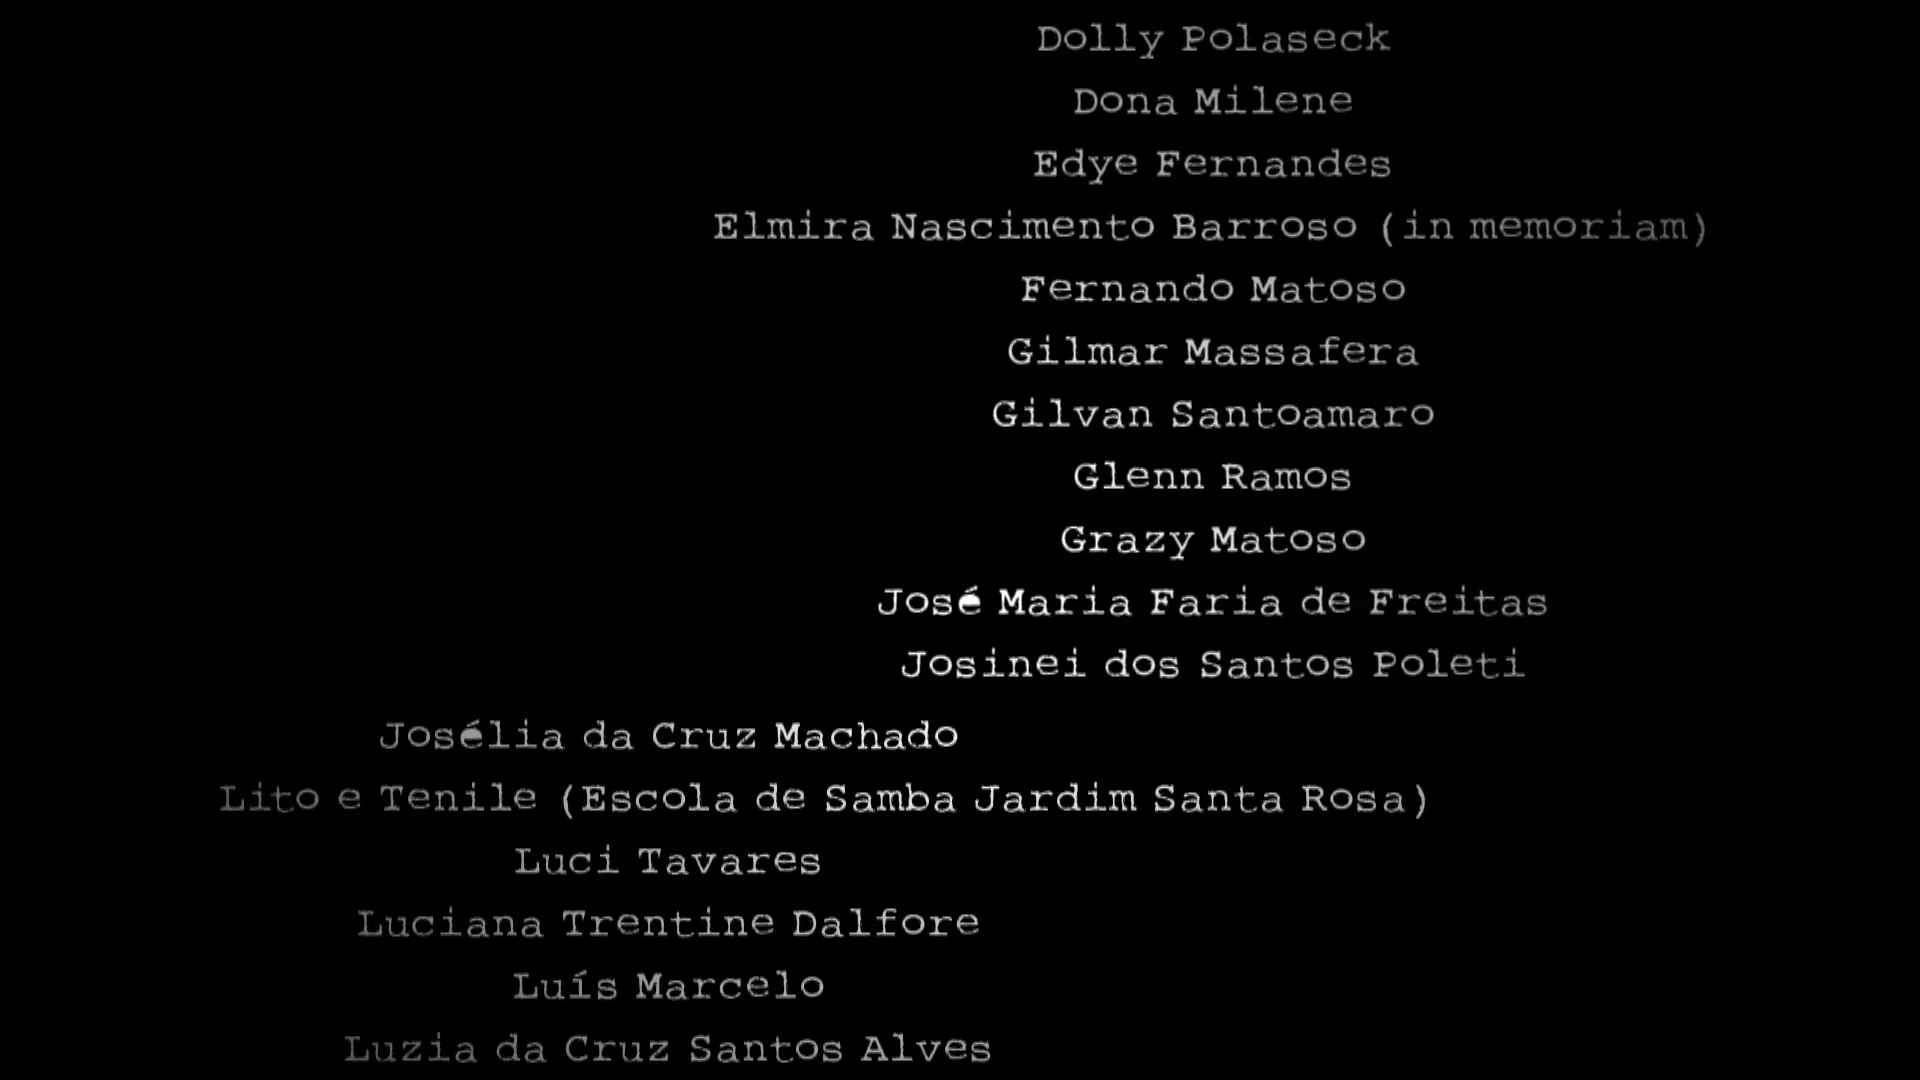 Dolly Polaseck
Dona Milene
Edye Fernandes
Elmira Nascimento Barroso (in memoriam)
Fernando Matoso
Gilmar Massafera
Gilvan Santoamaro
Glenn Ramos
Grazy Matoso
José Maria Faria de Freitas
Josinei dos Santos Poleti
Josélia da Cruz Machado
Lito e Tenile (Escola de Samba Jardim Santa Rosa)
Luci Tavares
Luciana Trentine Dalfore
Luís Marcelo
Luzia da Cruz Santos Alves